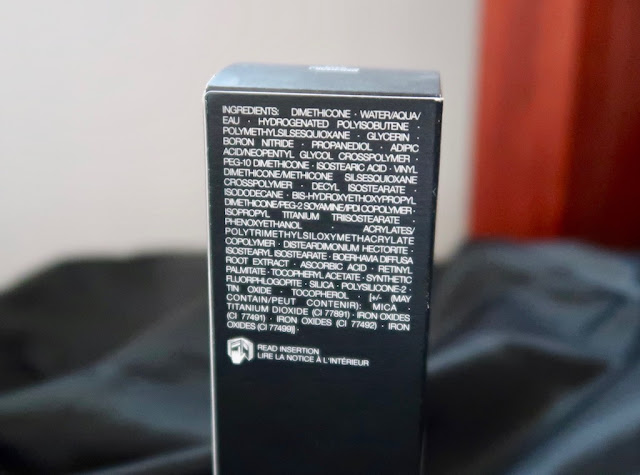 INGREDIENTS: DIMETHICONE · WATER/AQUA/
EAU · HYDROGENATED POLYISOBUTENE ·
POLYMETHYLSILSESQUIOXANE · GLYCERIN ·
BORON NITRIDE · PROPANEDIOL · ADIPIC
ACID/NEOPENTYL GLYCOL CROSSPOLYMER ·
PEG-10 DIMETHICONE · ISOSTEARIC ACID · VINYL
DIMETHICONE/METHICONE SILSESQUIOXANE
CROSSPOLYMER · DECYL ISOSTEARATE ·
ISODODECANE · BIS-HYDROXYETHOXYPROPYL
DIMETHICONE/PEG-2 SOYAMINE/IPDI COPOLYMER ·
ISOPROPYL TITANIUM TRIISOSTEARATE ·
PHENOXYETHANOL · ACRYLATES/
POLYTRIMETHYLSILOXYMETHACRYLATE
COPOLYMER · DISTEARDIMONIUM HECTORITE ·
ISOSTEARYL ISOSTEARATE · BOERHAVIA DIFFUSA
ROOT EXTRACT · ASCORBIC ACID · RETINYL
PALMITATE · TOCOPHERYL ACETATE · SYNTHETIC
FLUORPHLOGOPITE · SILICA · POLYSILICONE-2 ·
TIN OXIDE · TOCOPHEROL · [+/- (MAY
CONTAIN/PEUT CONTENIR): MICA ·
TITANIUM DIOXIDE (CI 77891) · IRON OXIDES
(CI 77491) · IRON OXIDES (CI 77492) · IRON
OXIDES (CI 77499)] ·
READ INSERTION
LIRE LA NOTICE À L'INTÉRIEUR